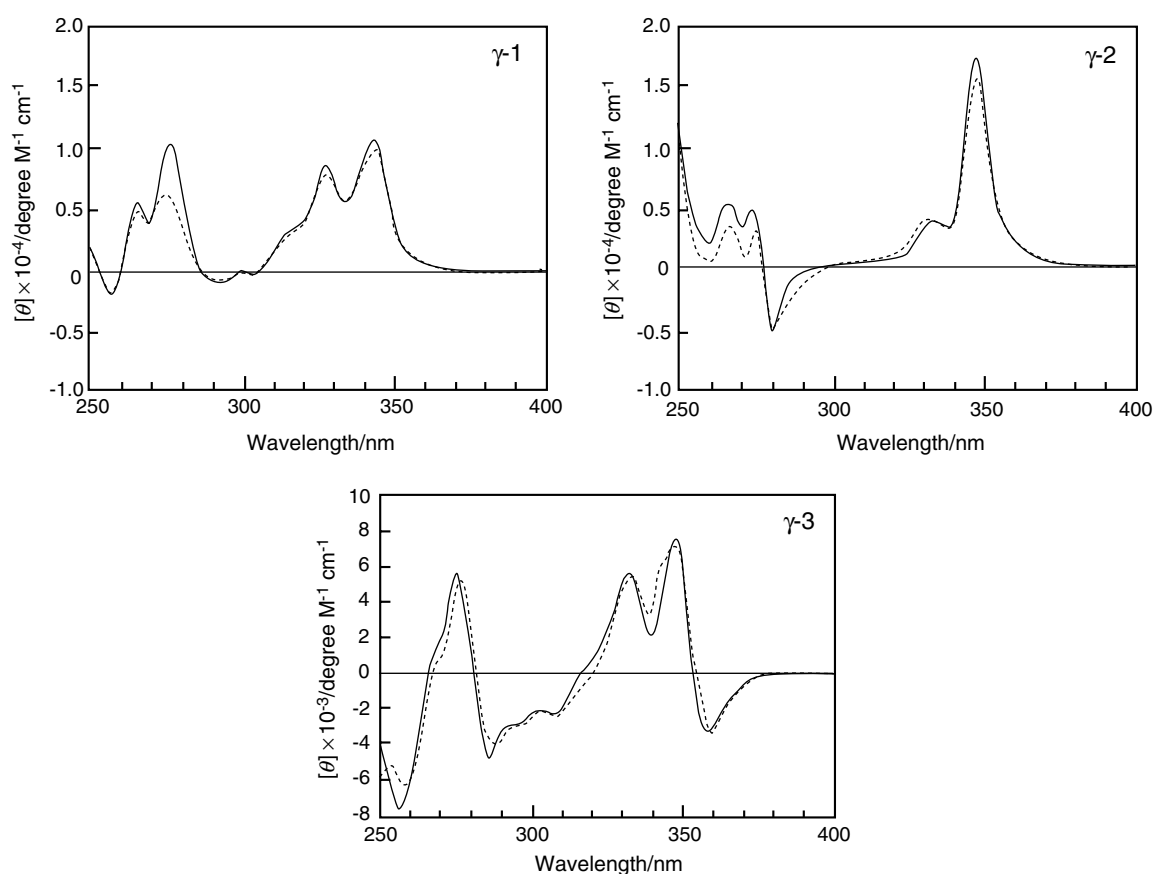 γ-1
2.0
1.5
1.0
0.5
0
-0.5
-1.0
[θ]×10⁻⁴/degree M⁻¹ cm⁻¹
250 300 350 400
Wavelength/nm
γ-2
2.0
1.5
1.0
0.5
0
-0.5
-1.0
[θ]×10⁻⁴/degree M⁻¹ cm⁻¹
250 300 350 400
Wavelength/nm
γ-3
10
8
6
4
2
0
-2
-4
-6
-8
[θ]×10⁻³/degree M⁻¹ cm⁻¹
250 300 350 400
Wavelength/nm